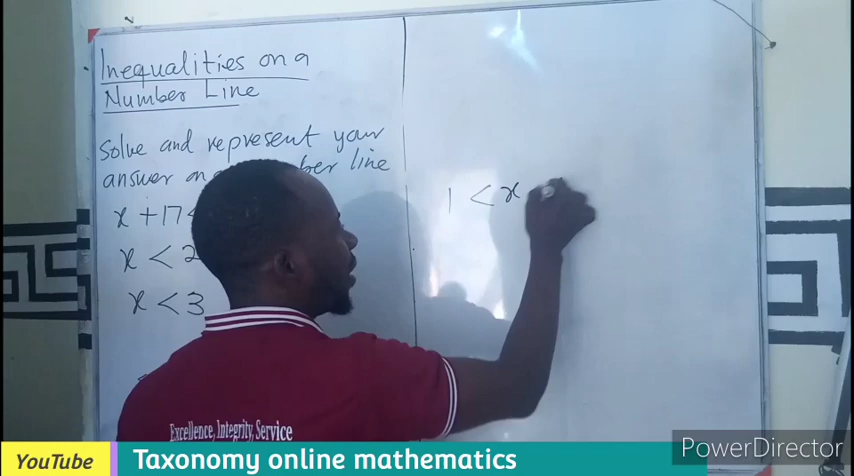 Inequalities on a
Number Line
Solve and represent your
answer on number line
x + 17
x < 2
x < 3
1 < x
Excellence, Integrity, Service
PowerDirector
YouTube Taxonomy online mathematics